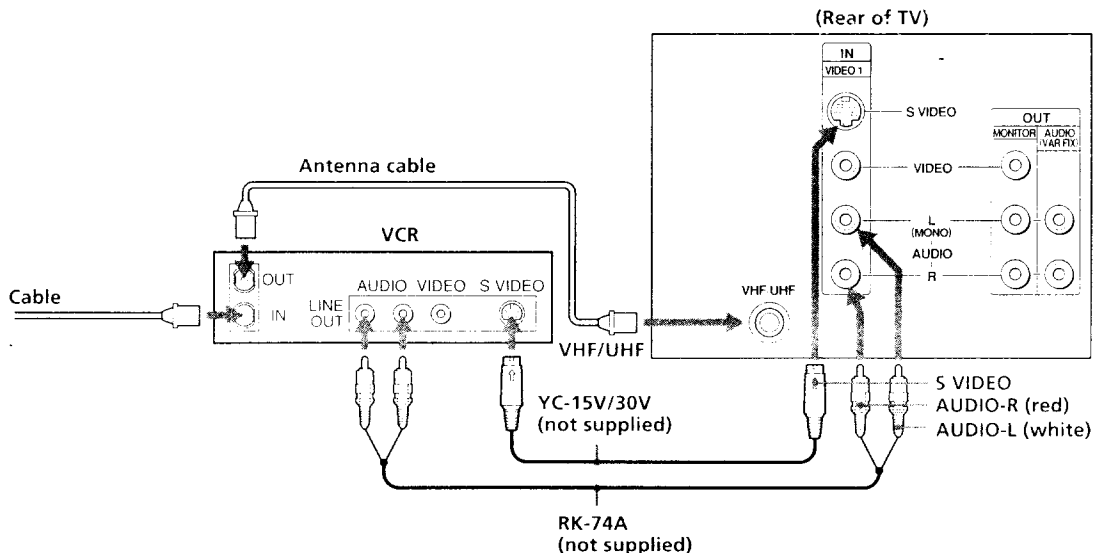 (Rear of TV)
IN
VIDEO 1
S VIDEO
OUT
MONITOR
AUDIO
(VAR FIX)
VIDEO
L
(MONO)
AUDIO
R
VHF UHF
Antenna cable
VCR
OUT
IN
Cable
AUDIO VIDEO S VIDEO
LINE
OUT
VHF/UHF
YC-15V/30V
(not supplied)
S VIDEO
AUDIO-R (red)
AUDIO-L (white)
RK-74A
(not supplied)